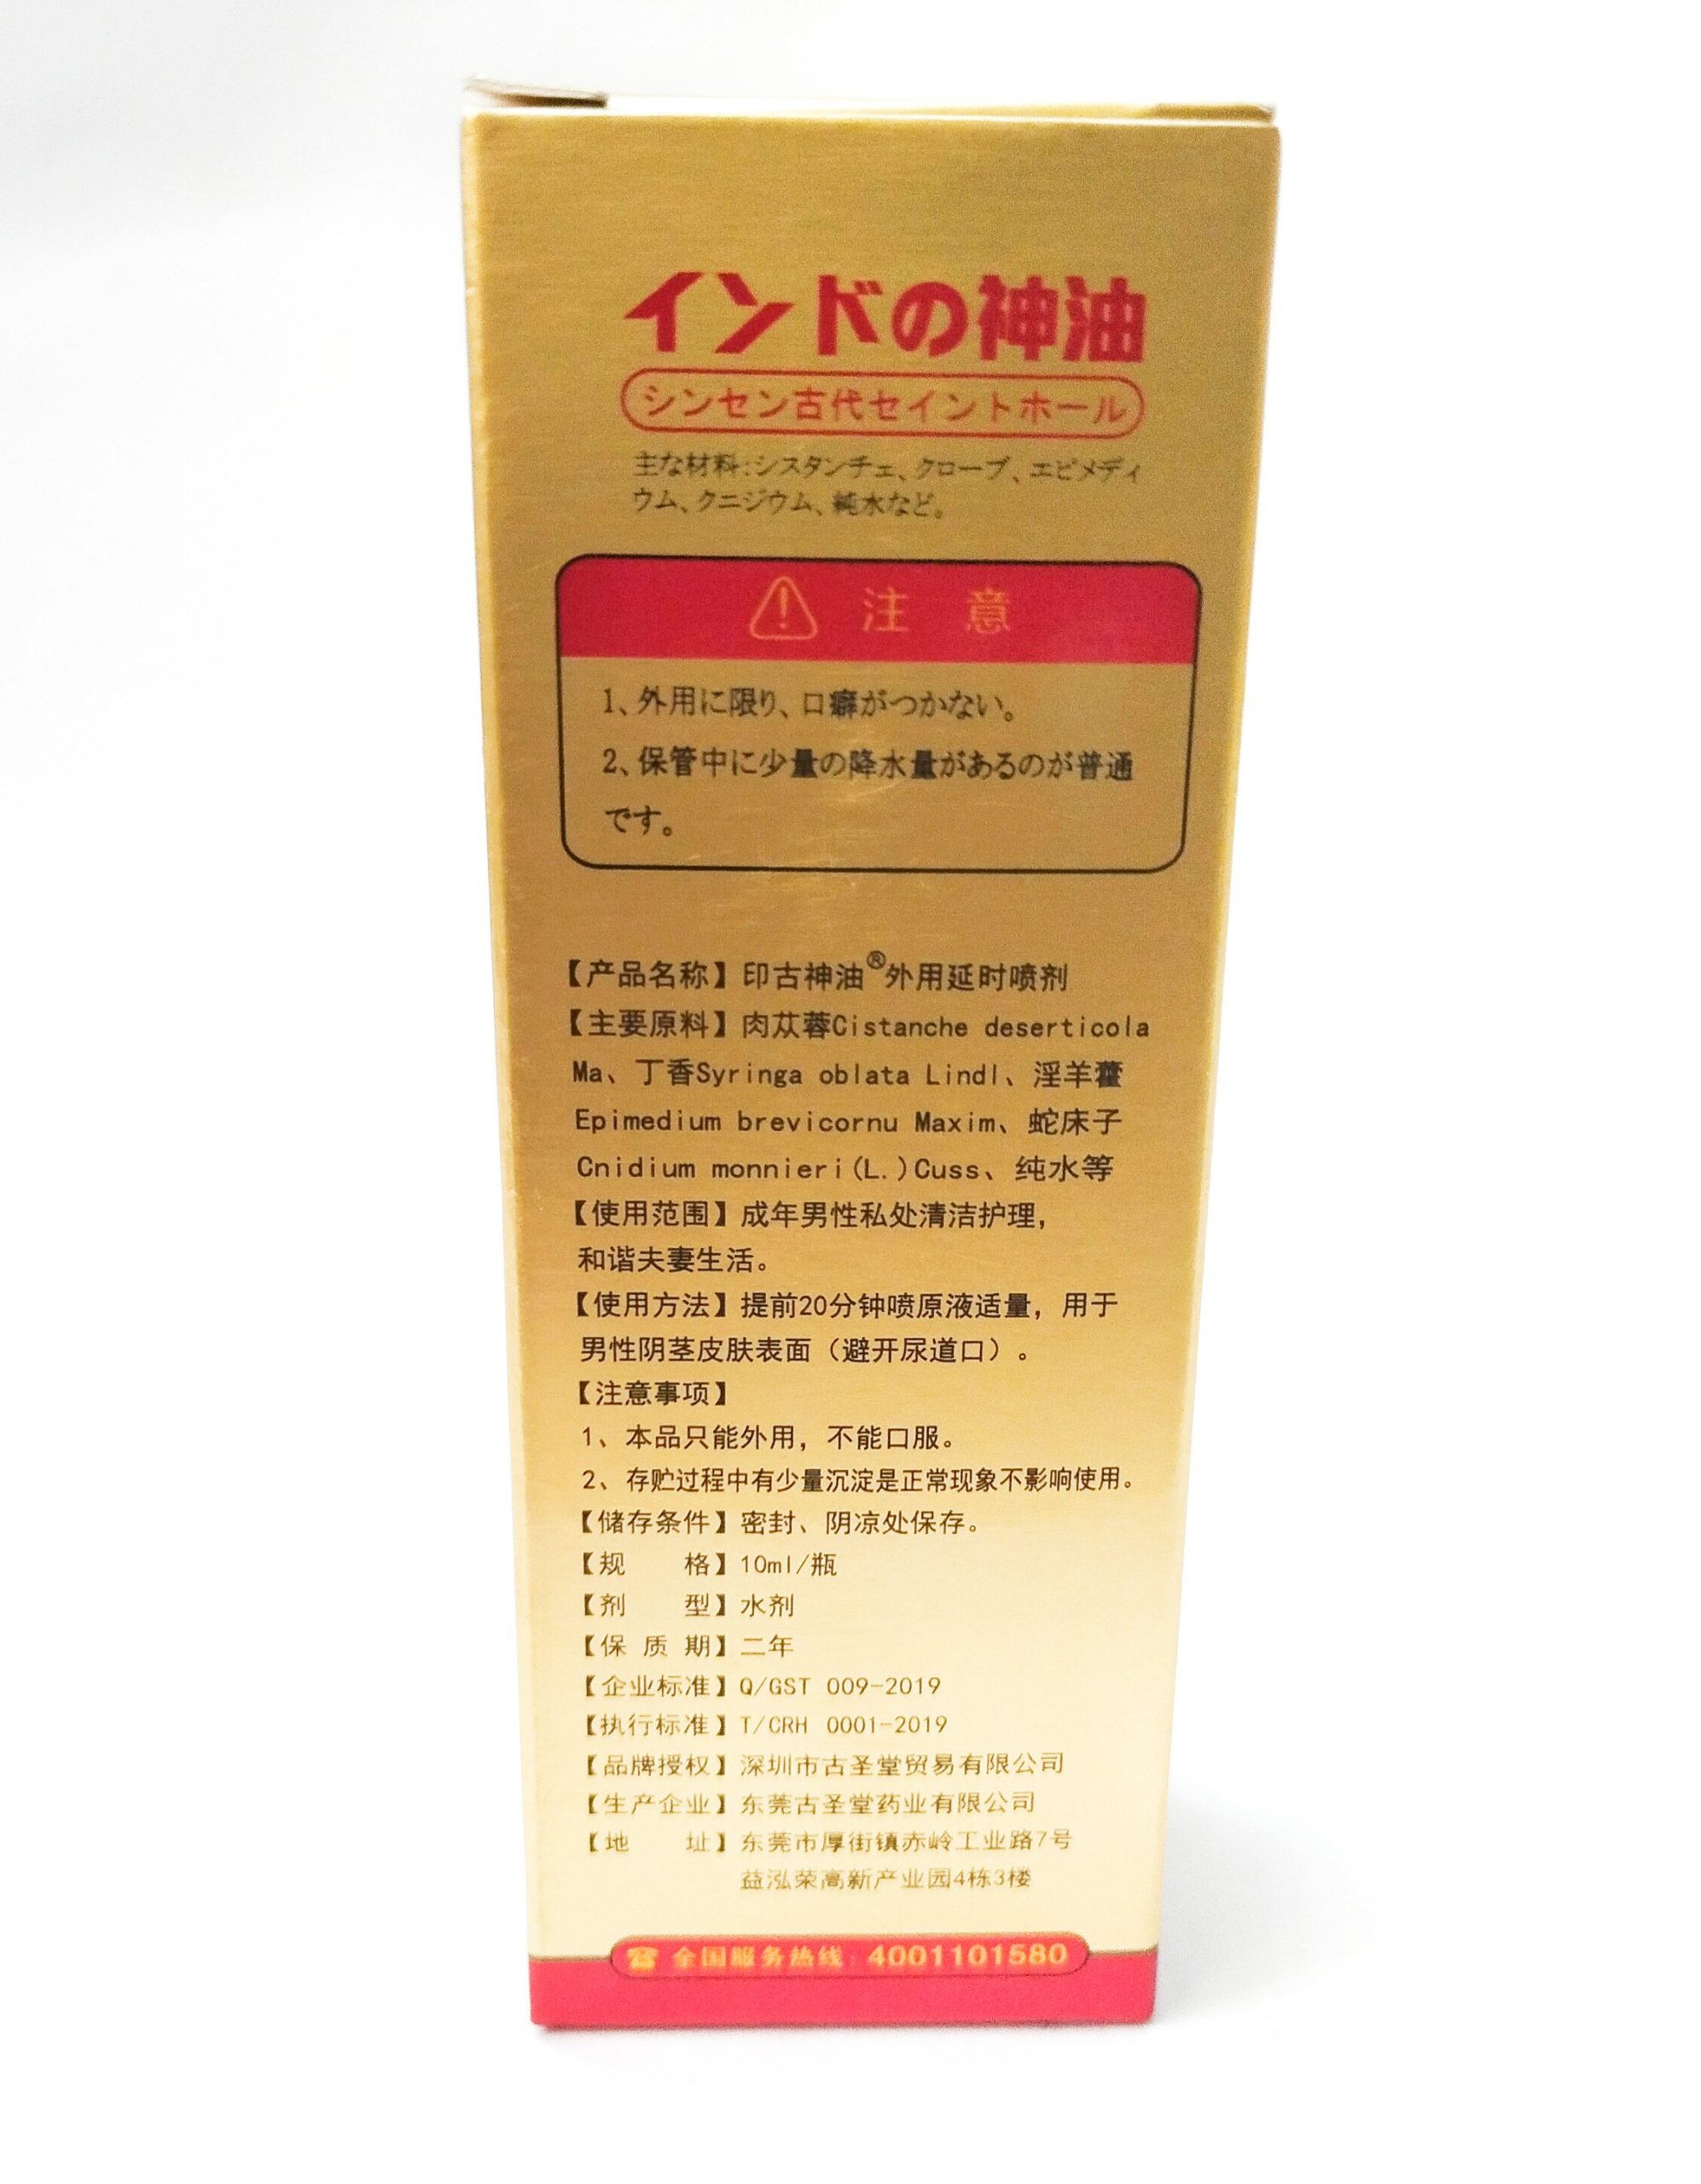 インドの神油
シンセン古代セイントホール
主な材料:シスタンチェ、クローブ、エピメディ
ウム、クニジウム、純水など。
注 意
1、外用に限り、口癖がつかない。
2、保管中に少量の降水量があるのが普通
です。
【产品名称】印古神油®外用延时喷剂
【主要原料】肉苁蓉Cistanche deserticola
Ma、丁香Syringa oblata Lindl、淫羊藿
Epimedium brevicornu Maxim、蛇床子
Cnidium monnieri(L.)Cuss、纯水等
【使用范围】成年男性私处清洁护理，
和谐夫妻生活。
【使用方法】提前20分钟喷原液适量，用于
男性阴茎皮肤表面（避开尿道口）。
【注意事项】
1、本品只能外用，不能口服。
2、存贮过程中有少量沉淀是正常现象不影响使用。
【储存条件】密封、阴凉处保存。
【规 格】10ml/瓶
【剂 型】水剂
【保 质 期】二年
【企业标准】Q/GST 009-2019
【执行标准】T/CRH 0001-2019
【品牌授权】深圳市古圣堂贸易有限公司
【生产企业】东莞古圣堂药业有限公司
【地 址】东莞市厚街镇赤岭工业路7号
益泓荣高新产业园4栋3楼
☎ 全国服务热线：4001101580